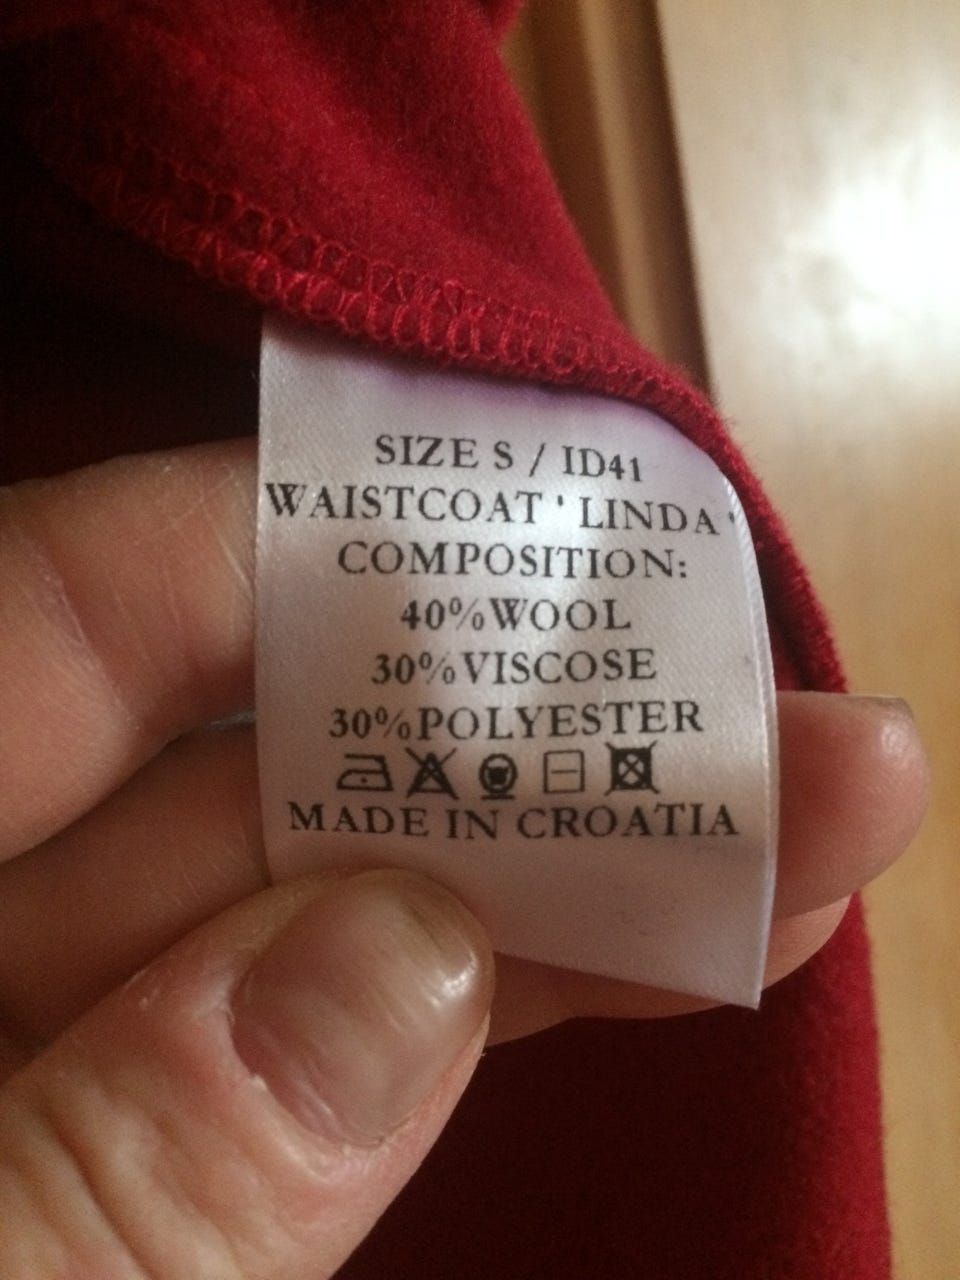 SIZE S / ID41
WAISTCOAT 'LINDA'
COMPOSITION:
40%WOOL
30%VISCOSE
30%POLYESTER
MADE IN CROATIA